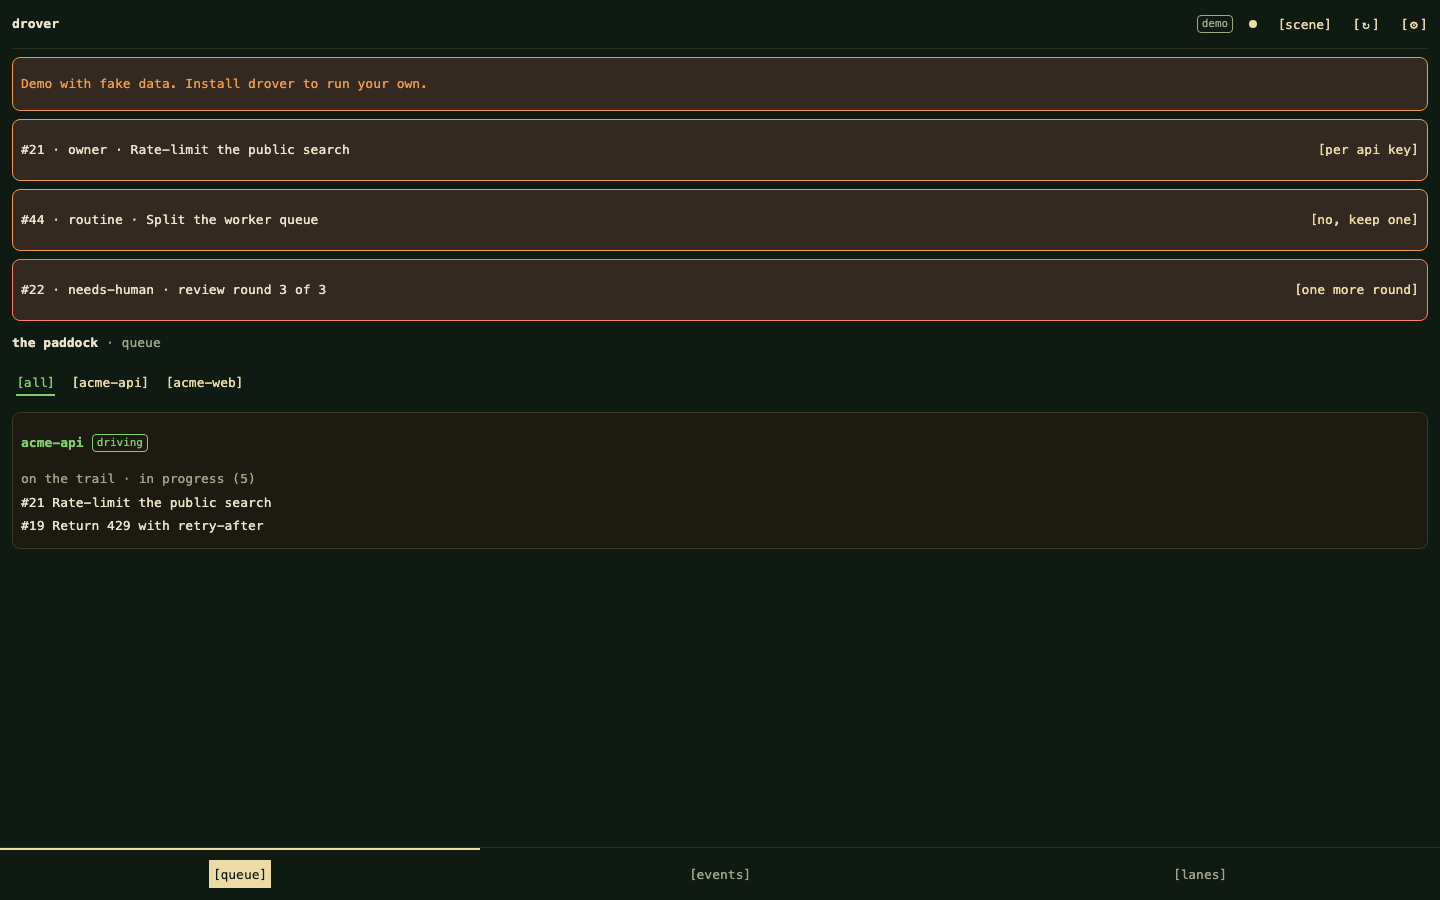 drover
demo [scene] [↻] [⚙]
Demo with fake data. Install drover to run your own.
#21 · owner · Rate-limit the public search [per api key]
#44 · routine · Split the worker queue [no, keep one]
#22 · needs-human · review round 3 of 3 [one more round]
the paddock · queue
[all] [acme-api] [acme-web]
acme-api driving
on the trail · in progress (5)
#21 Rate-limit the public search
#19 Return 429 with retry-after
[queue] [events] [lanes]